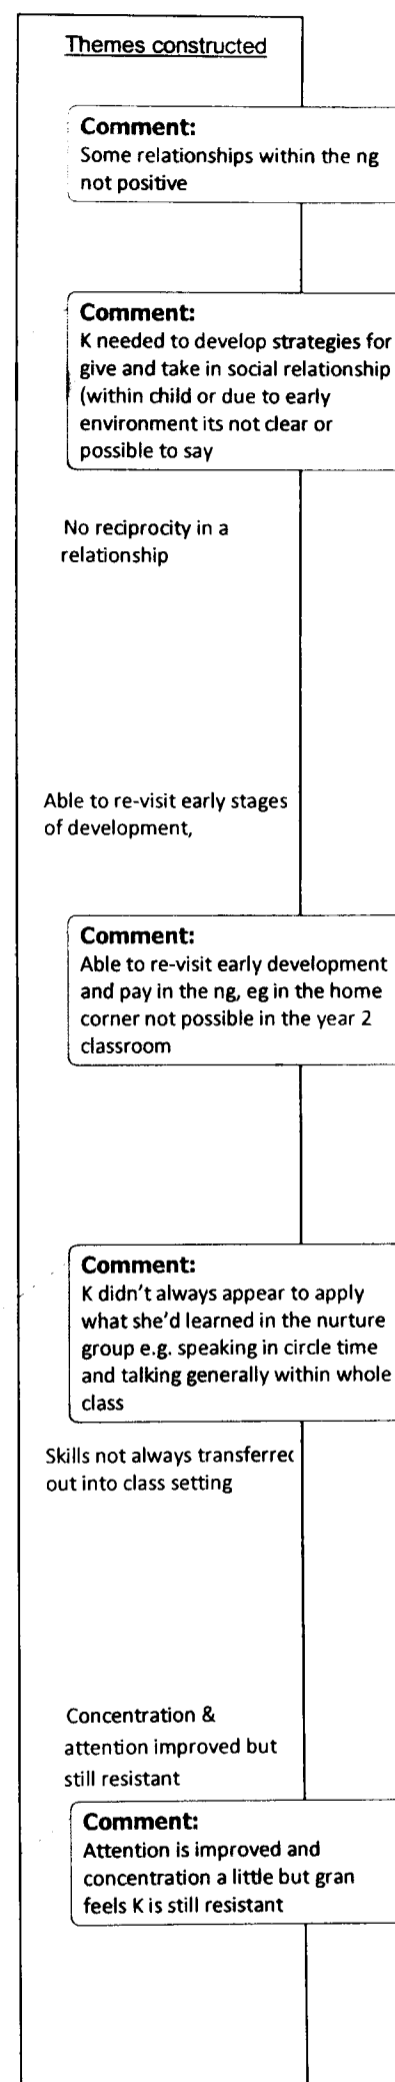 Themes constructed
Comment:
Some relationships within the ng
not positive
Comment:
K needed to develop strategies for
give and take in social relationship
(within child or due to early
environment its not clear or
possible to say
No reciprocity in a
relationship
Able to re-visit early stages
of development,
Comment:
Able to re-visit early development
and pay in the ng, eg in the home
corner not possible in the year 2
classroom
Comment:
K didn't always appear to apply
what she'd learned in the nurture
group e.g. speaking in circle time
and talking generally within whole
class
Skills not always transferred
out into class setting
Concentration &
attention improved but
still resistant
Comment:
Attention is improved and
concentration a little but gran
feels K is still resistant